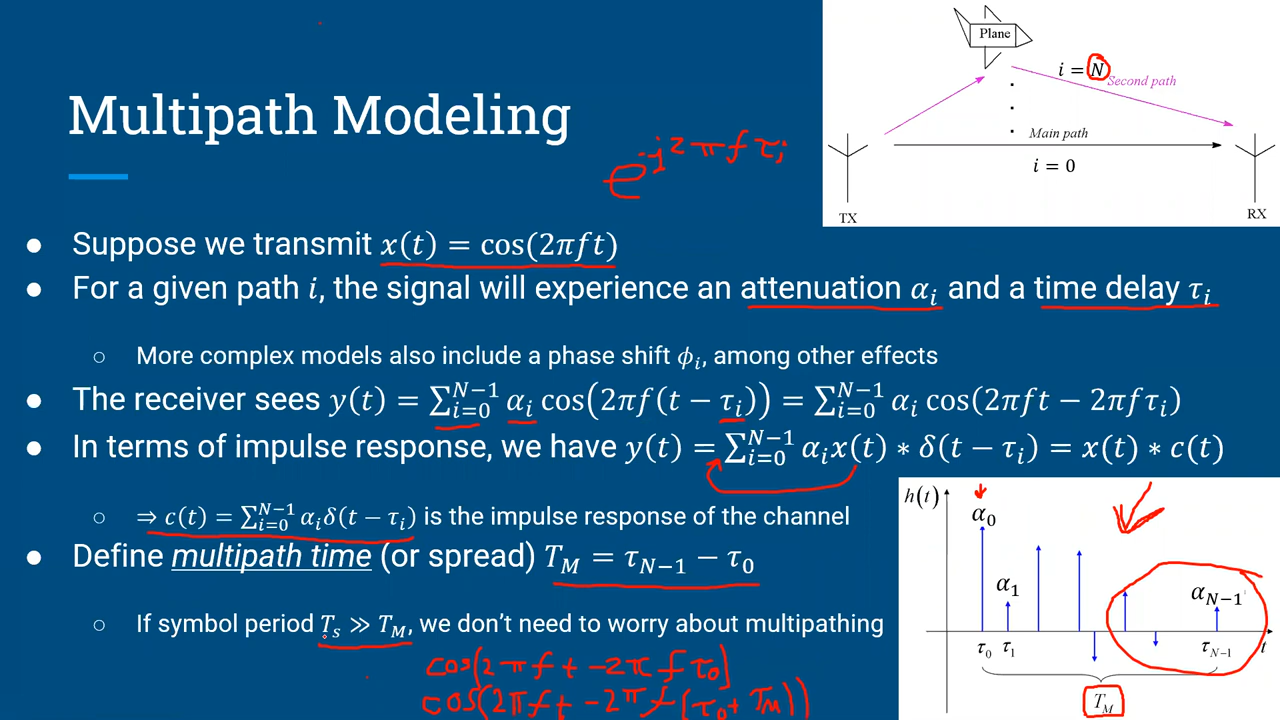 Multipath Modeling
e^{-j2πfτ_i}
Plane
i = N
Second path
Main path
i = 0
TX
RX
● Suppose we transmit x(t) = cos(2πft)
● For a given path i, the signal will experience an attenuation α_i and a time delay τ_i
○ More complex models also include a phase shift ϕ_i, among other effects
● The receiver sees y(t) = ∑_{i=0}^{N−1} α_i cos(2πf(t − τ_i)) = ∑_{i=0}^{N−1} α_i cos(2πft − 2πfτ_i)
● In terms of impulse response, we have y(t) = ∑_{i=0}^{N−1} α_i x(t) ∗ δ(t − τ_i) = x(t) ∗ c(t)
○ ⇒ c(t) = ∑_{i=0}^{N−1} α_i δ(t − τ_i) is the impulse response of the channel
● Define multipath time (or spread) T_M = τ_{N−1} − τ_0
○ If symbol period T_s ≫ T_M, we don't need to worry about multipathing
cos(2πft − 2πfτ_0)
cos(2πft − 2πf(τ_0 + T_M))
h(t)
α_0
α_1
α_{N−1}
τ_0 τ_1 τ_{N−1} t
T_M